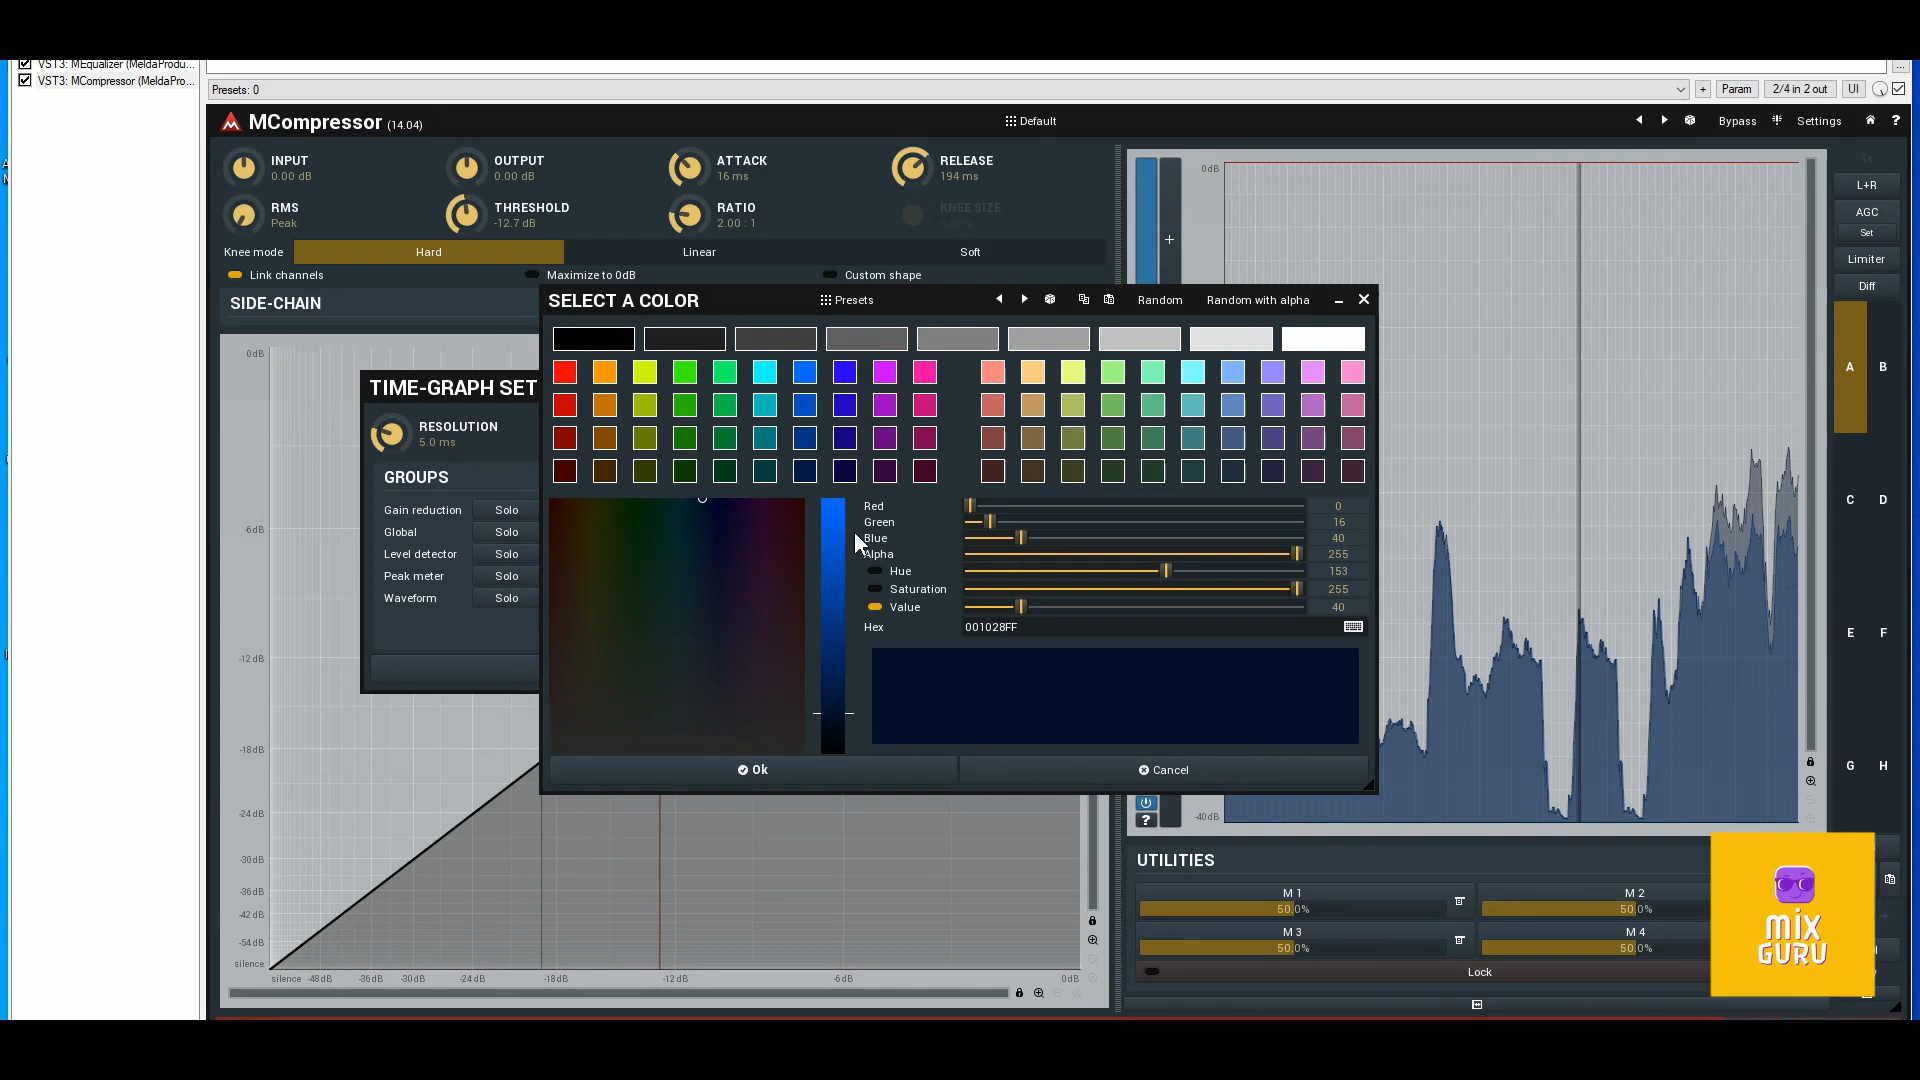 VST3: MEqualizer (MeldaProdu...
...
VST3: MCompressor (MeldaPro...
Presets: 0
+
Param
2/4 in 2 out
UI
MCompressor (14.04)
Default
Bypass
Settings
?
INPUT
0.00 dB
OUTPUT
0.00 dB
ATTACK
16 ms
RELEASE
194 ms
RMS
Peak
THRESHOLD
-12.7 dB
RATIO
2.00 : 1
KNEE SIZE
Knee mode
Hard
Linear
Soft
Link channels
Maximize to 0dB
Custom shape
SIDE-CHAIN
SELECT A COLOR
Presets
Random
Random with alpha
TIME-GRAPH SET
RESOLUTION
5.0 ms
GROUPS
Gain reduction
Solo
Global
Solo
Level detector
Solo
Peak meter
Solo
Waveform
Solo
Red
0
Green
16
Blue
40
Alpha
255
Hue
153
Saturation
255
Value
40
Hex
001028FF
Ok
Cancel
0dB
-6dB
-12dB
-18dB
-24dB
-30dB
-36dB
-42dB
-54dB
silence
silence
-48dB
-36dB
-30dB
-24dB
-18dB
-12dB
-6dB
0dB
+
0dB
-40dB
?
1x
L+R
AGC
Set
Limiter
Diff
A
B
C
D
E
F
G
H
UTILITIES
M 1
50.0%
M 2
50.0%
M 3
50.0%
M 4
50.0%
Lock
MIX
GURU